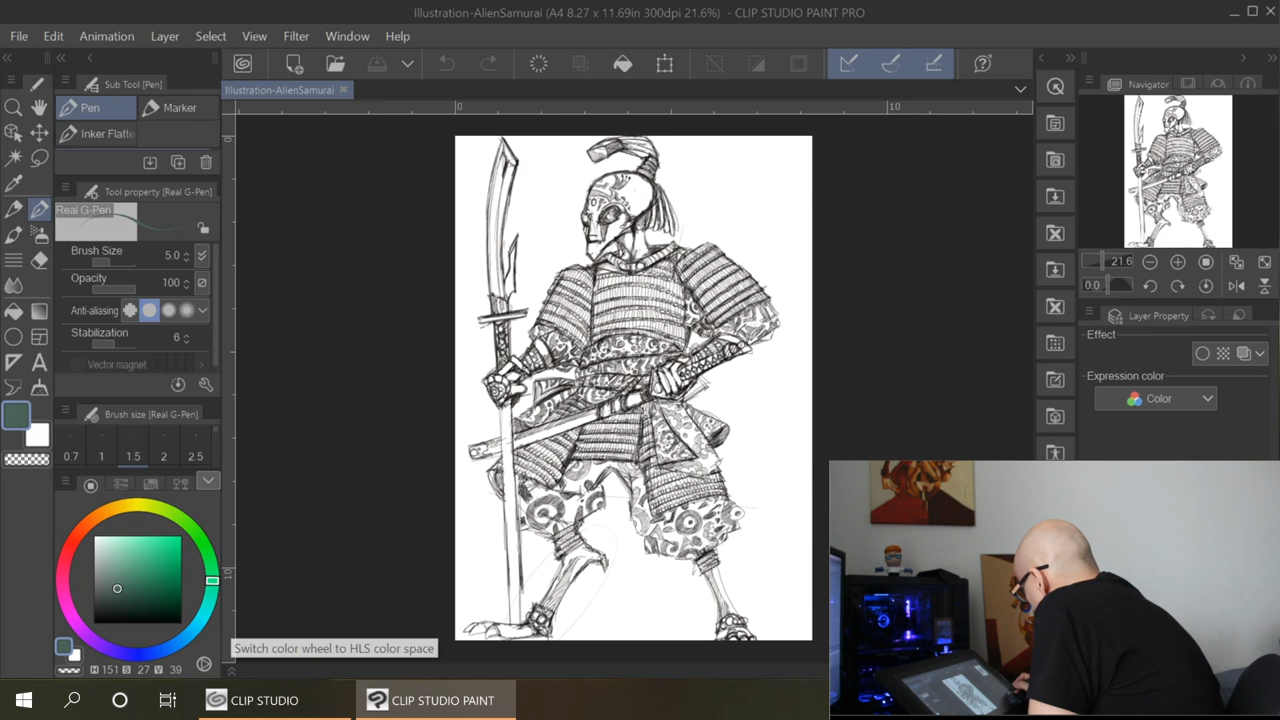 Illustration-AlienSamurai (A4 8.27 x 11.69in 300dpi 21.6%) - CLIP STUDIO PAINT PRO
File Edit Animation Layer Select View Filter Window Help
Sub Tool [Pen]
Illustration-AlienSamurai
Navigator
Pen
Marker
0
10
Inker Flatte
Tool property [Real G-Pen]
Real G-Pen
Brush Size 5.0
21.6
Opacity 100
0.0
Anti-aliasing
Layer Property
Stabilization 6
Effect
Vector magnet
Expression color
Color
Brush size [Real G-Pen]
0.7 1 1.5 2 2.5
10
Switch color wheel to HLS color space
H 151 S 27 V 39
CLIP STUDIO
CLIP STUDIO PAINT